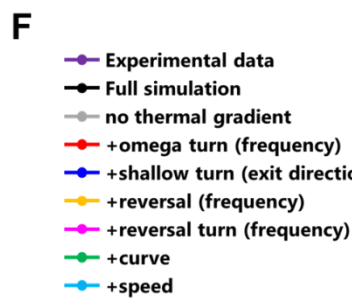 F
Experimental data
Full simulation
no thermal gradient
+omega turn (frequency)
+shallow turn (exit directio
+reversal (frequency)
+reversal turn (frequency)
+curve
+speed